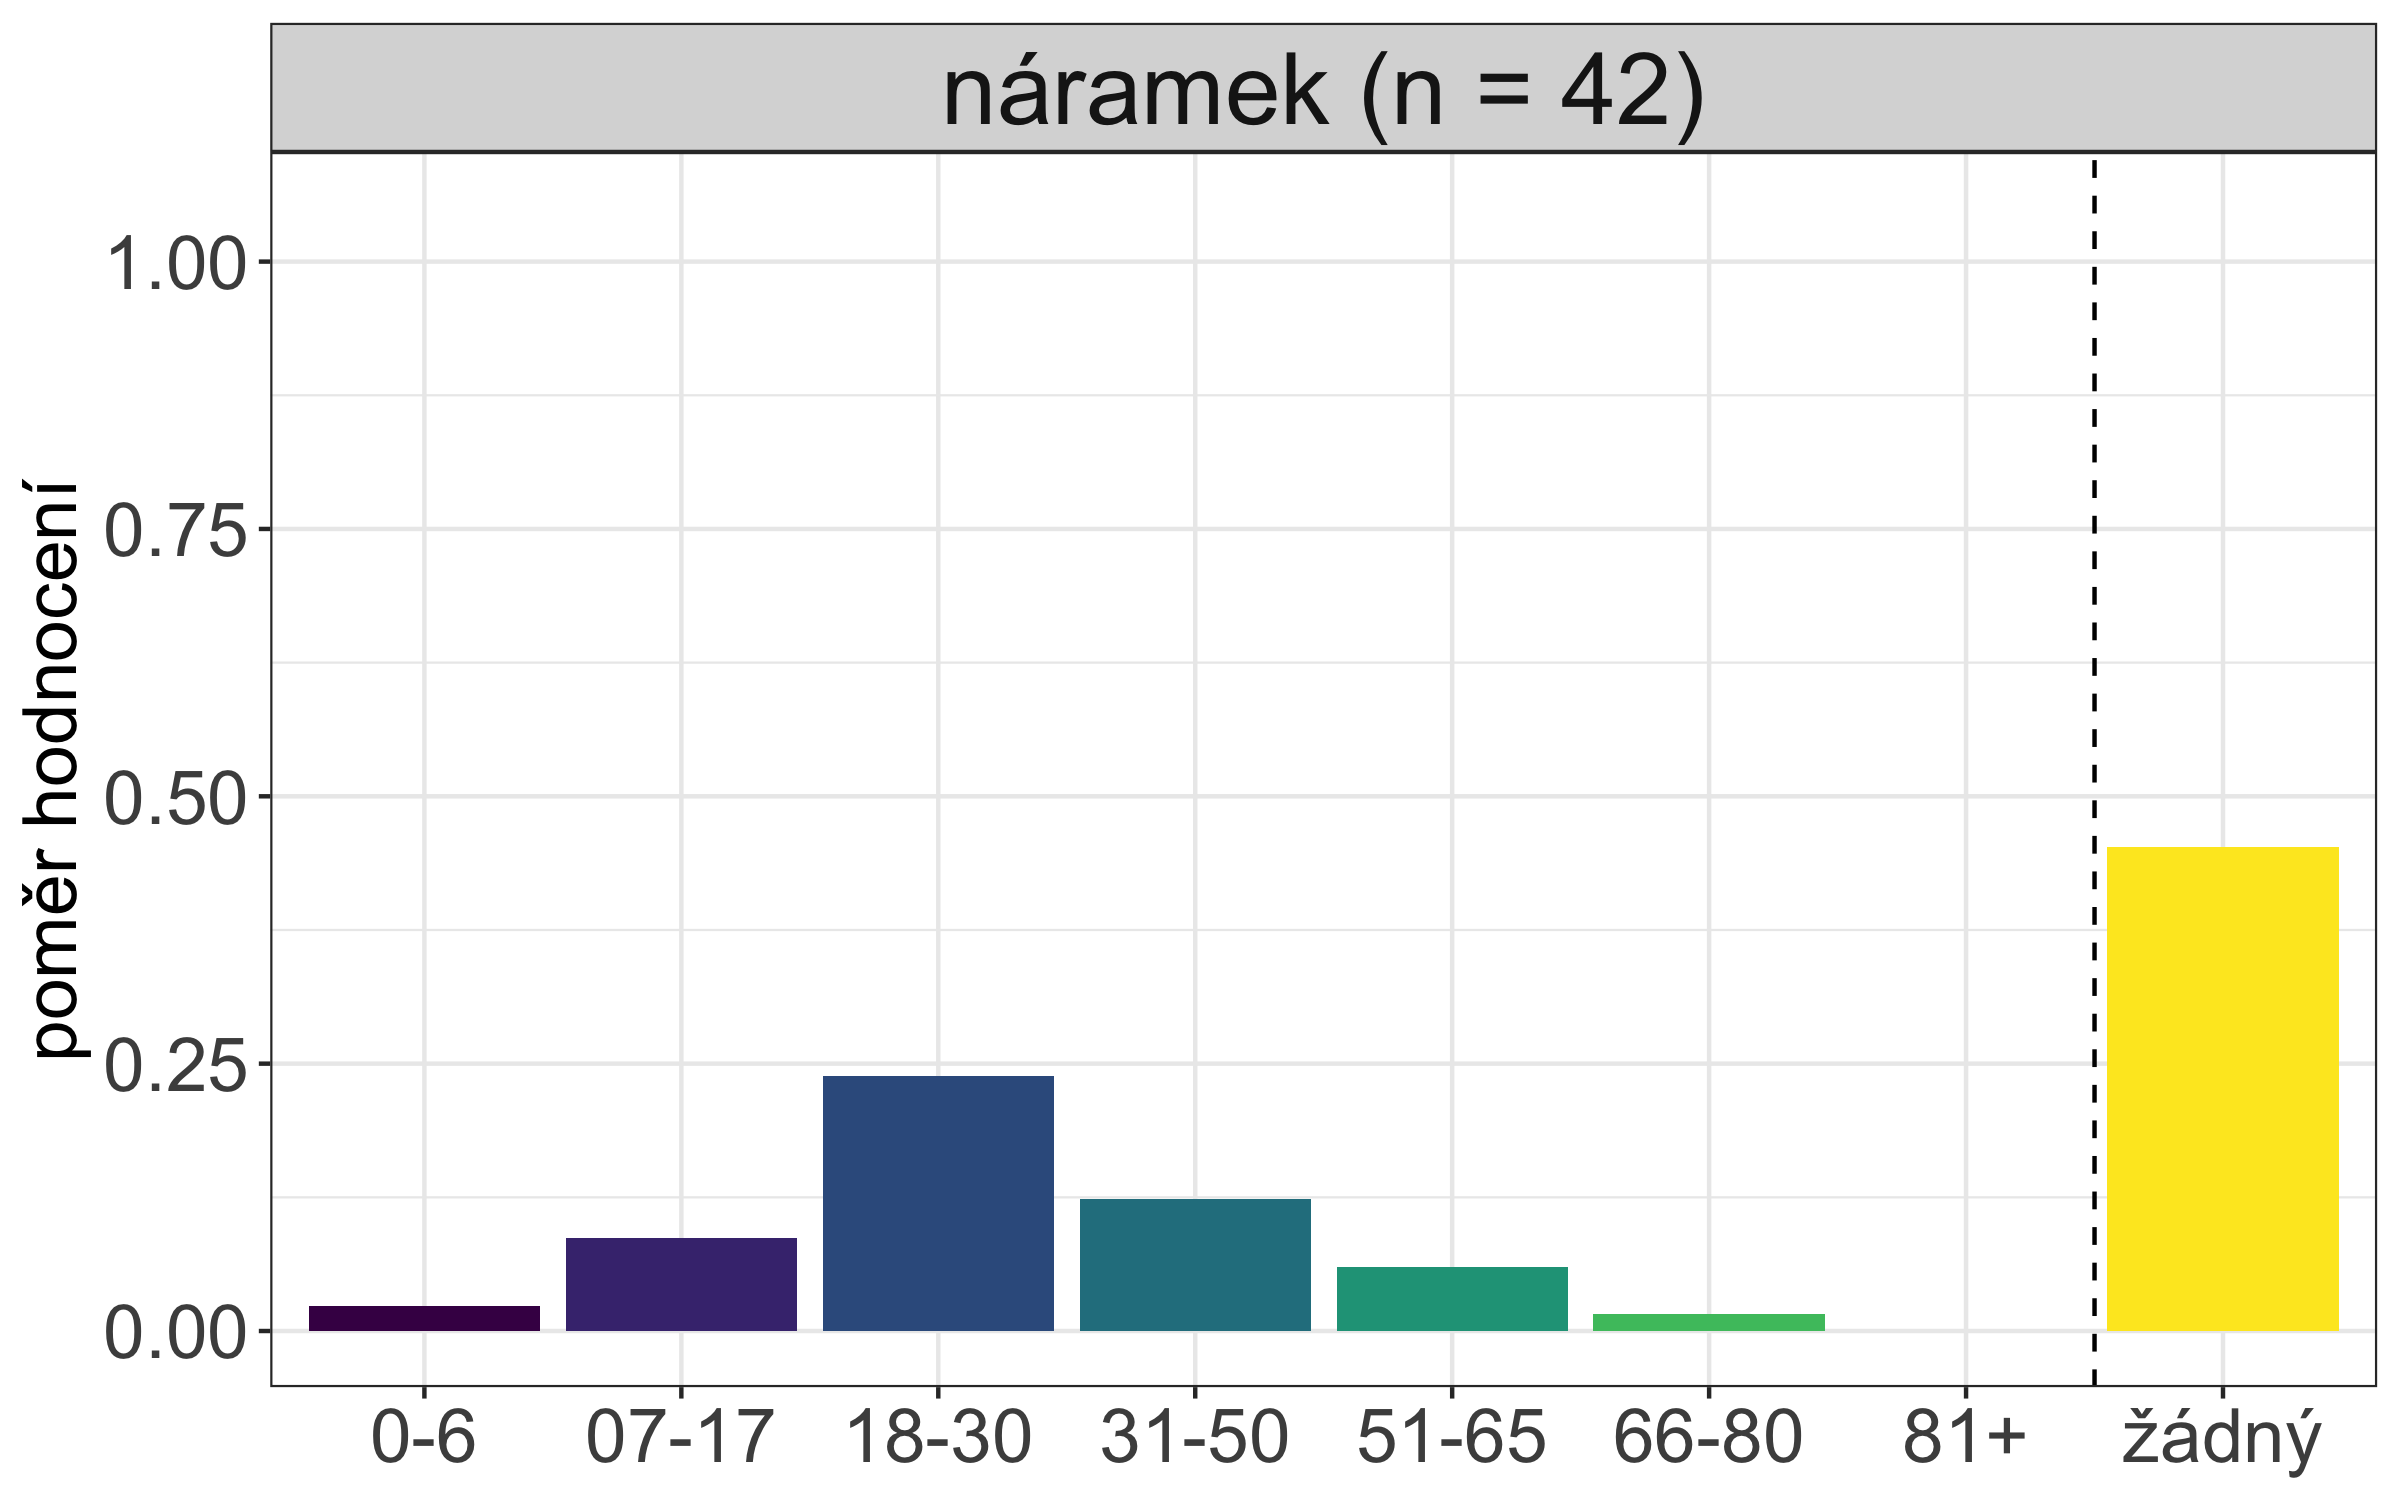 náramek (n = 42)
poměr hodnocení
1.00
0.75
0.50
0.25
0.00
0-6 07-17 18-30 31-50 51-65 66-80 81+ žádný